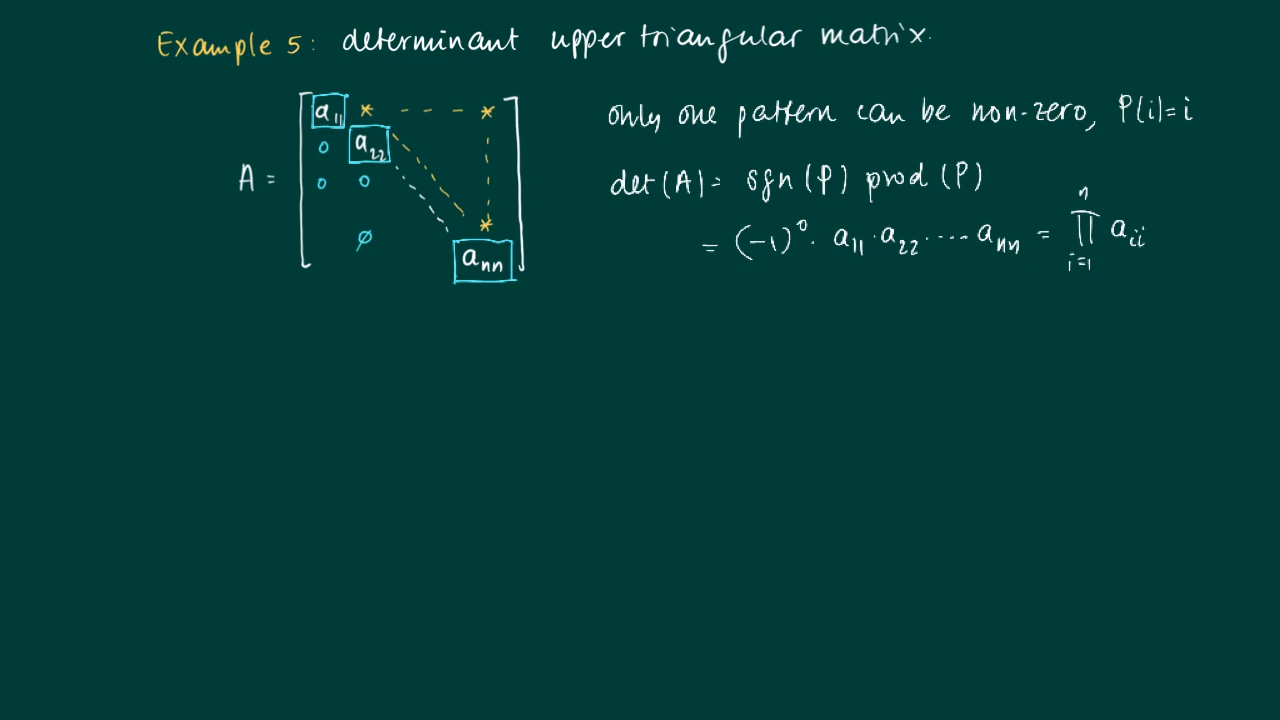 Example 5: determinant upper triangular matrix.
a₁₁ * - - - *
0 a₂₂
A = 0 0
∅ *
aₙₙ
only one pattern can be non-zero, P(i)=i
det(A) = sgn(P) prod(P)
= (-1)⁰ · a₁₁ · a₂₂ · ··· aₙₙ = ∏ᵢ₌₁ⁿ aᵢᵢ